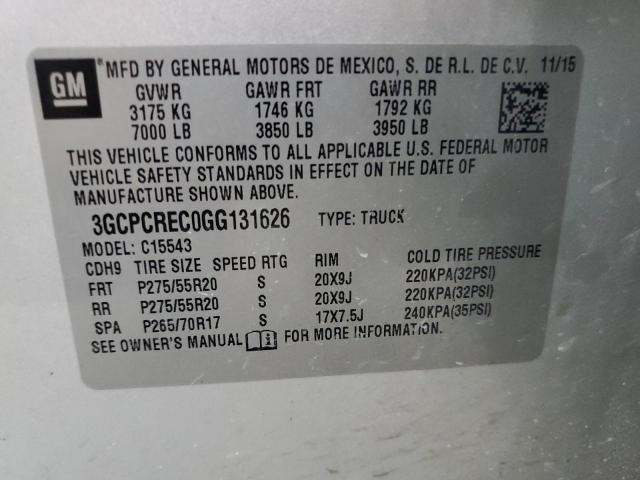 GM
*MFD BY GENERAL MOTORS DE MEXICO, S. DE R.L. DE C.V. 11/15
GVWR GAWR FRT GAWR RR
3175 KG 1746 KG 1792 KG
7000 LB 3850 LB 3950 LB
THIS VEHICLE CONFORMS TO ALL APPLICABLE U.S. FEDERAL MOTOR
VEHICLE SAFETY STANDARDS IN EFFECT ON THE DATE OF
MANUFACTURE SHOWN ABOVE.
3GCPCREC0GG131626 TYPE: TRUCK
MODEL: C15543
CDH9 TIRE SIZE SPEED RTG RIM COLD TIRE PRESSURE
FRT P275/55R20 S 20X9J 220KPA(32PSI)
RR P275/55R20 S 20X9J 220KPA(32PSI)
SPA P265/70R17 S 17X7.5J 240KPA(35PSI)
SEE OWNER'S MANUAL FOR MORE INFORMATION.